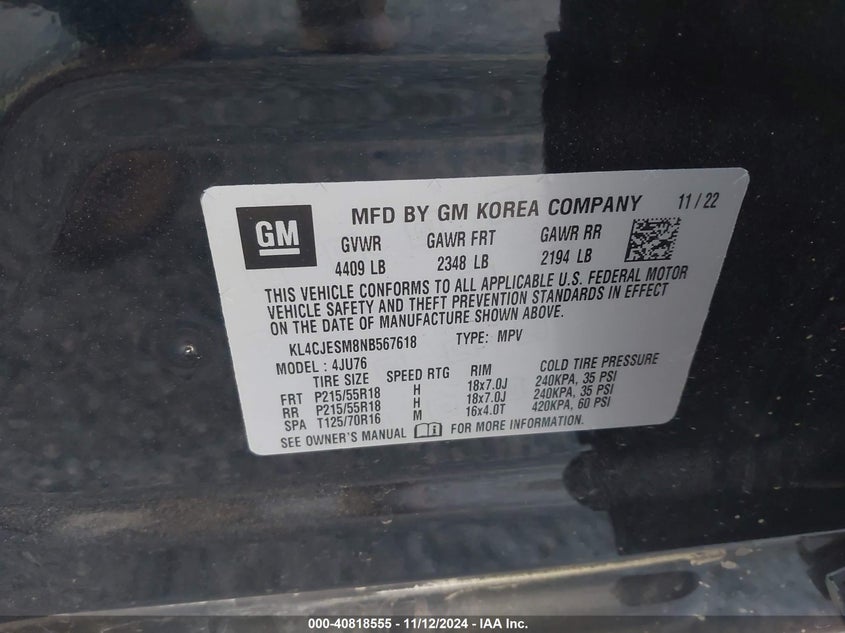 GM
MFD BY GM KOREA COMPANY 11/22
GVWR GAWR FRT GAWR RR
4409 LB 2348 LB 2194 LB
THIS VEHICLE CONFORMS TO ALL APPLICABLE U.S. FEDERAL MOTOR
VEHICLE SAFETY AND THEFT PREVENTION STANDARDS IN EFFECT
ON THE DATE OF MANUFACTURE SHOWN ABOVE.
KL4CJESM8NB567618 TYPE: MPV
MODEL: 4JU76
TIRE SIZE SPEED RTG RIM COLD TIRE PRESSURE
FRT P215/55R18 H 18x7.0J 240KPA, 35 PSI
RR P215/55R18 H 18x7.0J 240KPA, 35 PSI
SPA T125/70R16 M 16x4.0T 420KPA, 60 PSI
SEE OWNER'S MANUAL FOR MORE INFORMATION.
000-40818555 - 11/12/2024 - IAA Inc.